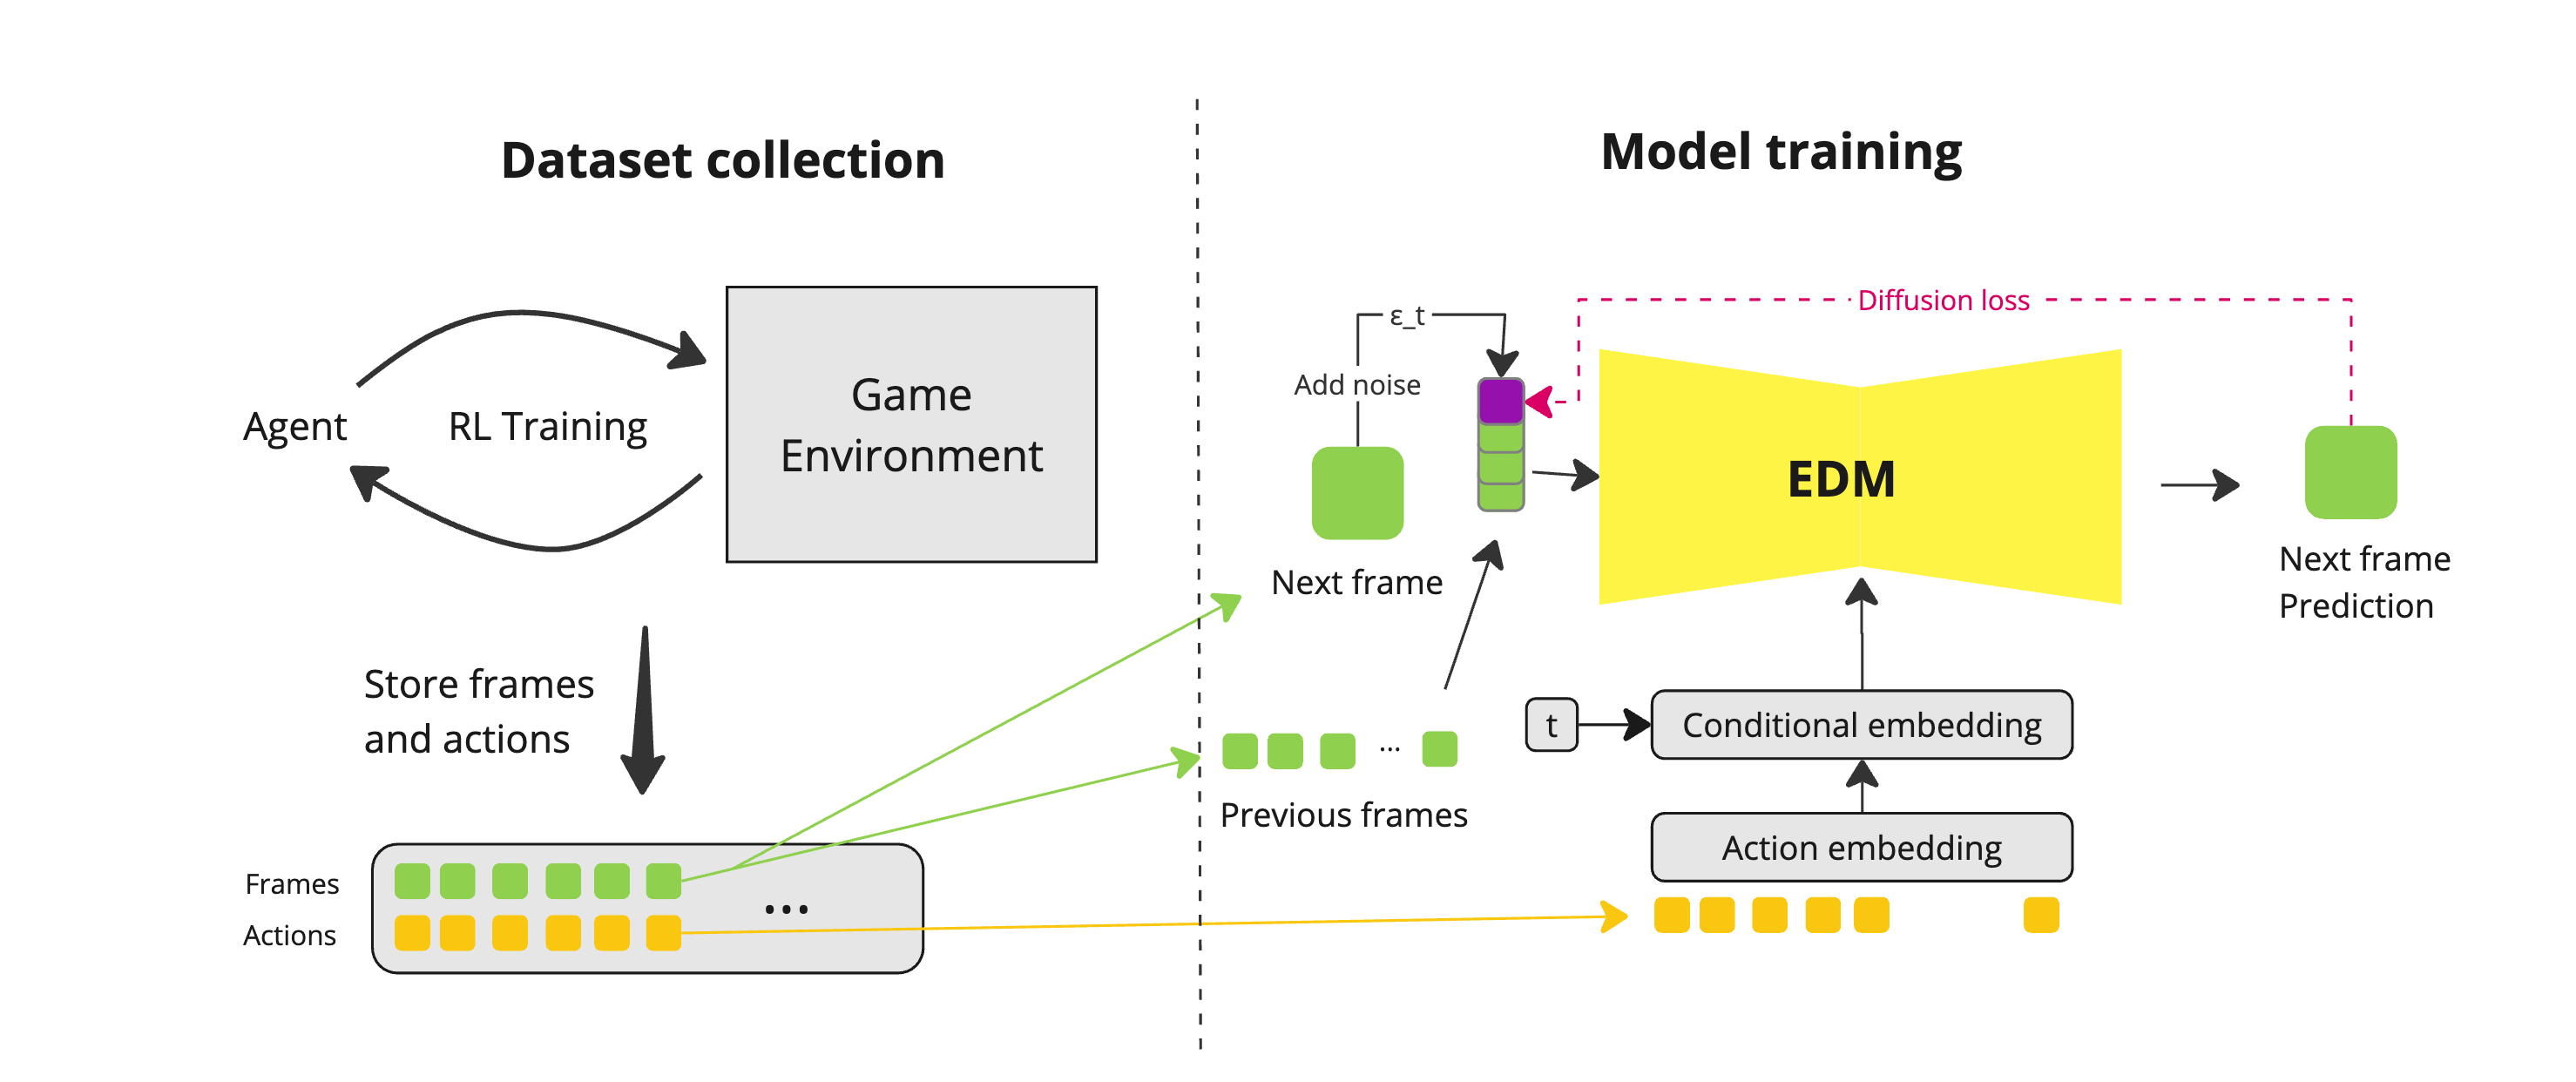 Dataset collection
Agent
RL Training
Game
Environment
Store frames
and actions
Frames
Actions
...
Model training
ε_t
Add noise
Next frame
Diffusion loss
EDM
Next frame
Prediction
...
Previous frames
t
Conditional embedding
Action embedding